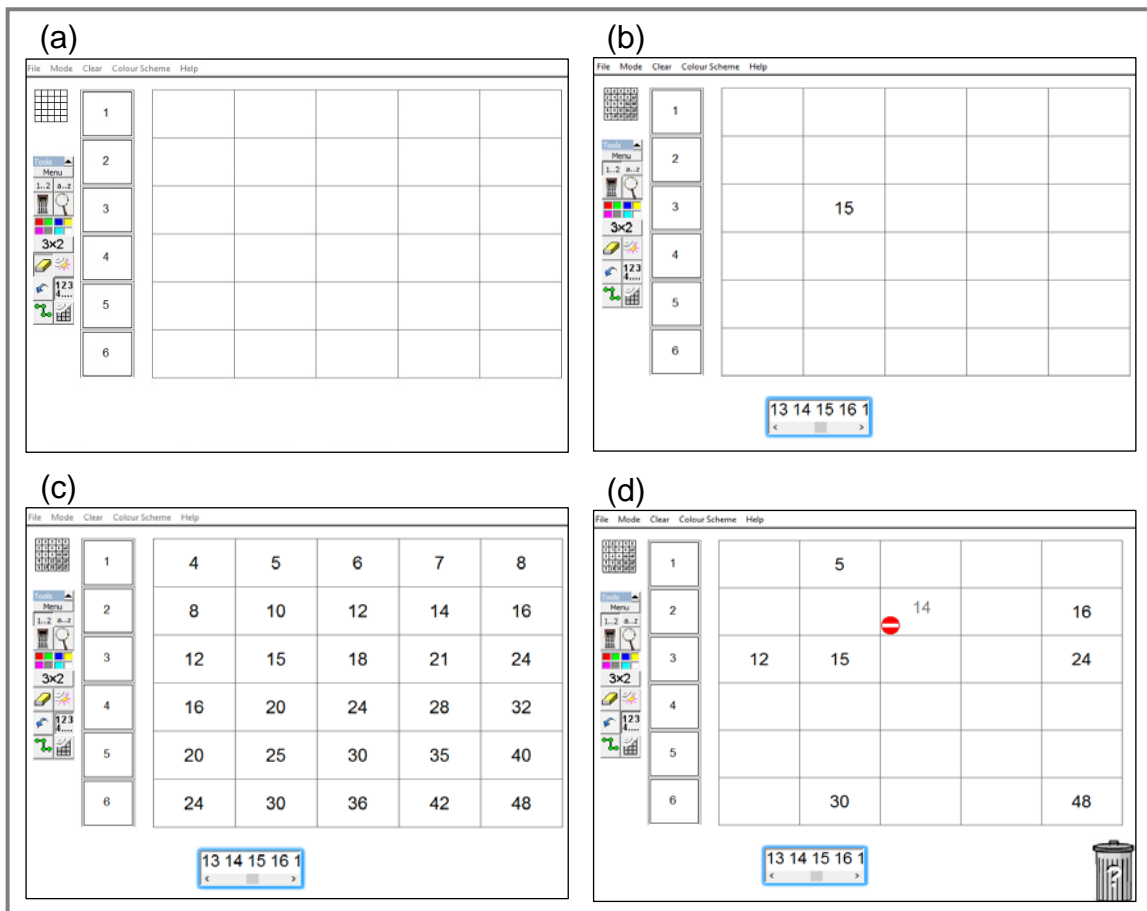 (a)
File Mode Clear Colour Scheme Help
Tools
Menu
1..2 a..z
3×2
123
4....
1
2
3
4
5
6
(b)
File Mode Clear Colour Scheme Help
Tools
Menu
1..2 a..z
3×2
123
4....
1
2
3 15
4
5
6
13 14 15 16 1
< >
(c)
File Mode Clear Colour Scheme Help
Tools
Menu
1..2 a..z
3×2
123
4....
1 4 5 6 7 8
2 8 10 12 14 16
3 12 15 18 21 24
4 16 20 24 28 32
5 20 25 30 35 40
6 24 30 36 42 48
13 14 15 16 1
< >
(d)
File Mode Clear Colour Scheme Help
Tools
Menu
1..2 a..z
3×2
123
4....
1 5
2 14 16
3 12 15 24
4
5
6 30 48
13 14 15 16 1
< >
?